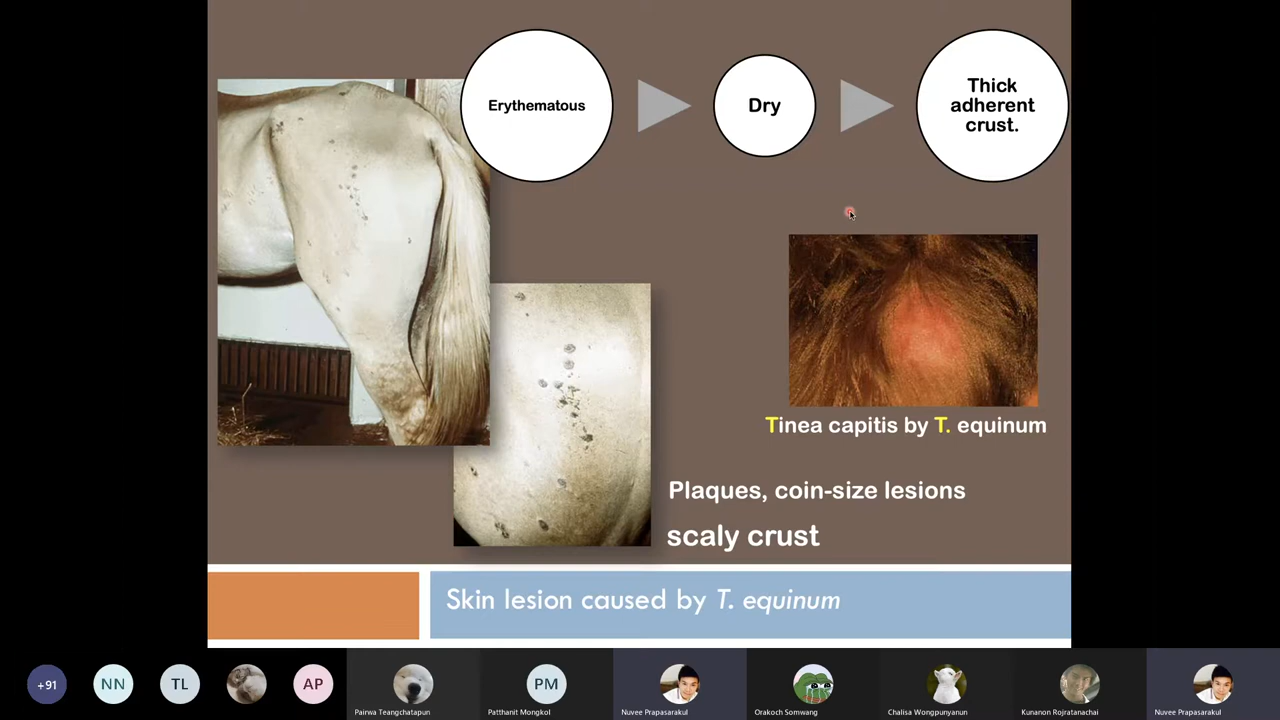 Erythematous
Dry
Thick
adherent
crust.
Tinea capitis by T. equinum
Plaques, coin-size lesions
scaly crust
Skin lesion caused by T. equinum
+91
NN
TL
AP
Pairwa Teangchatapun
PM
Patthanit Mongkol
Nuvee Prapasarakul
Orakoch Somwang
Chalisa Wongpunyanun
Kunanon Rojratanachai
Nuvee Prapasarakul